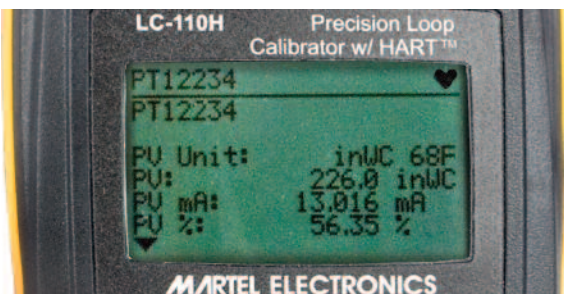 LC-110H Precision Loop
Calibrator w/ HART™
PT12234
PT12234
PV Unit: inWC 68F
PV: 226.0 inWC
PV mA: 13.016 mA
PV %: 56.35 %
MARTEL ELECTRONICS